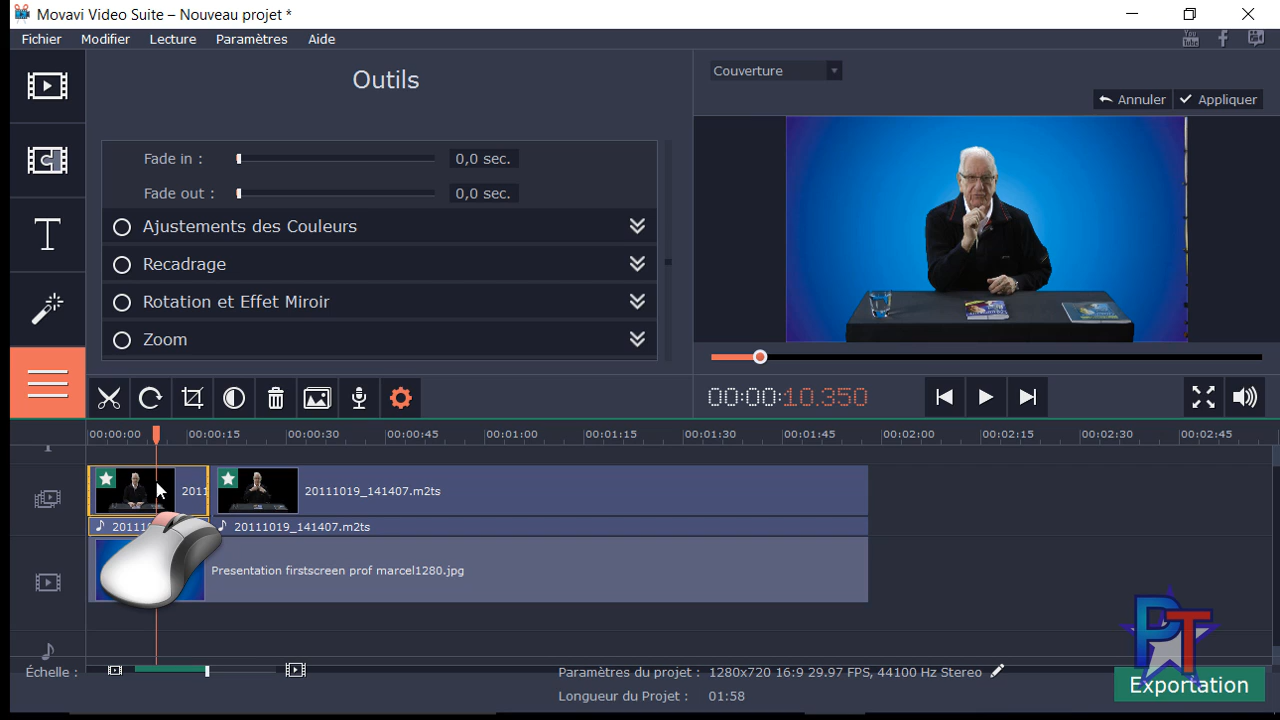 Movavi Video Suite – Nouveau projet *
Fichier Modifier Lecture Paramètres Aide
Outils
Couverture
Annuler Appliquer
Fade in : 0,0 sec.
Fade out : 0,0 sec.
Ajustements des Couleurs
Recadrage
Rotation et Effet Miroir
Zoom
00:00:10.350
00:00:00 00:00:15 00:00:30 00:00:45 00:01:00 00:01:15 00:01:30 00:01:45 00:02:00 00:02:15 00:02:30 00:02:45
2011 20111019_141407.m2ts
20111 20111019_141407.m2ts
Presentation firstscreen prof marcel1280.jpg
PT
Échelle : Paramètres du projet : 1280x720 16:9 29.97 FPS, 44100 Hz Stereo
Exportation
Longueur du Projet : 01:58